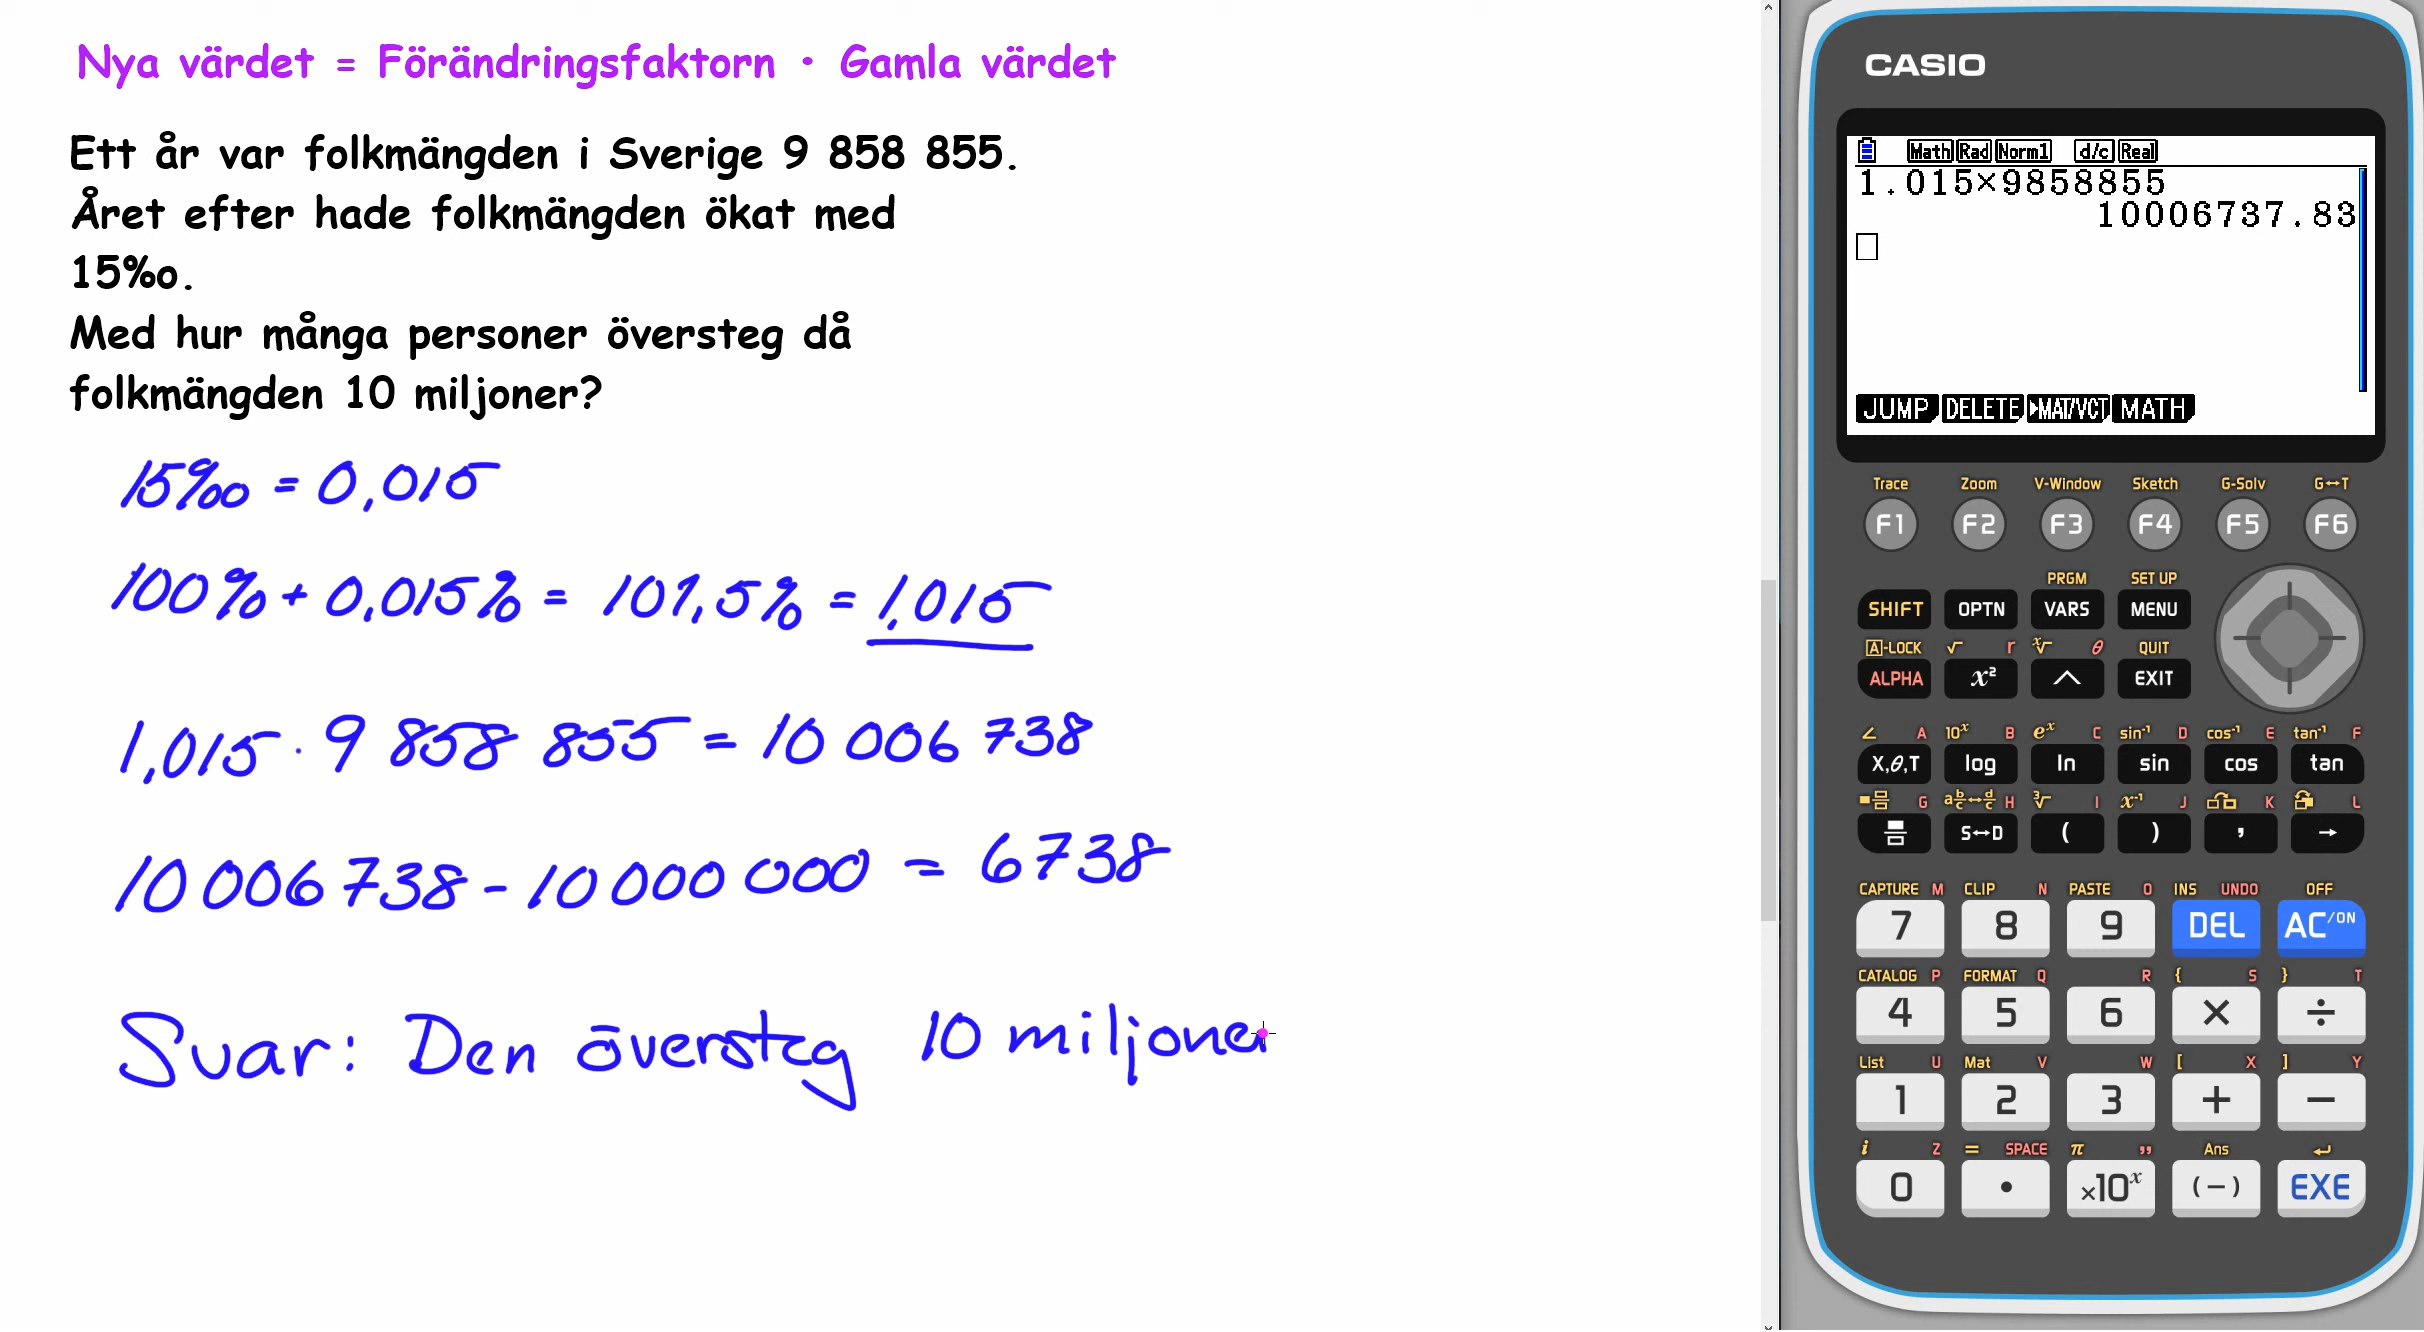 Nya värdet = Förändringsfaktorn · Gamla värdet
Ett år var folkmängden i Sverige 9 858 855.
Året efter hade folkmängden ökat med
15‰.
Med hur många personer översteg då
folkmängden 10 miljoner?
15‰ = 0,015
100% + 0,015% = 101,5% = 1,015
1,015 · 9 858 855 = 10 006 738
10 006 738 - 10 000 000 = 6738
Svar: Den översteg 10 miljoner
CASIO
Math Rad Norm1 d/c Real
1.015×9858855
10006737.83
JUMP DELETE ▶MAT/VCT MATH
Trace Zoom V-Window Sketch G-Solv G↔T
F1 F2 F3 F4 F5 F6
PRGM SET UP
SHIFT OPTN VARS MENU
A-LOCK √ r ˣ√ θ QUIT
ALPHA x² ^ EXIT
∠ A 10ˣ B eˣ C sin⁻¹ D cos⁻¹ E tan⁻¹ F
X,θ,T log ln sin cos tan
G a b/c↔d/c H ³√ I x⁻¹ J K L
S↔D ( ) , →
CAPTURE M CLIP N PASTE O INS UNDO OFF
7 8 9 DEL AC/ON
CATALOG P FORMAT Q R { S } T
4 5 6 × ÷
List U Mat V W [ X ] Y
1 2 3 + −
i Z = SPACE π " Ans ↵
0 • ×10ˣ (−) EXE